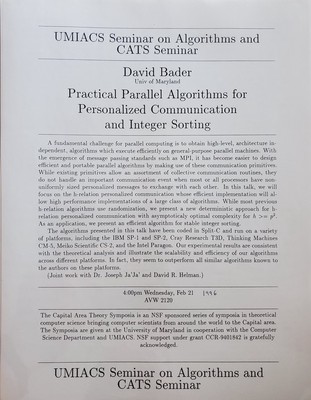 UMIACS Seminar on Algorithms and
CATS Seminar
David Bader
Univ of Maryland
Practical Parallel Algorithms for
Personalized Communication
and Integer Sorting
A fundamental challenge for parallel computing is to obtain high-level, architecture in-
dependent, algorithms which execute efficiently on general-purpose parallel machines. With
the emergence of message passing standards such as MPI, it has become easier to design
efficient and portable parallel algorithms by making use of these communication primitives.
While existing primitives allow an assortment of collective communication routines, they
do not handle an important communication event when most or all processes have non-
uniformly sized personalized messages to exchange with each other. In this talk, we will
focus on the h-relation personalized communication whose efficient implementation will al-
low high performance implementations of a large class of algorithms. While most previous
h-relation algorithms use randomization, we present a new deterministic approach for h-
relation personalized communication with asymptotically optimal complexity for h >= p².
As an application, we present an efficient algorithm for stable integer sorting.
The algorithms presented in this talk have been coded in Split-C and run on a variety
of platforms, including the IBM SP-1 and SP-2, Cray Research T3D, Thinking Machines
CM-5, Meiko Scientific CS-2, and the Intel Paragon. Our experimental results are consistent
with the theoretical analysis and illustrate the scalability and efficiency of our algorithms
across different platforms. In fact, they seem to outperform all similar algorithms known to
the authors on these platforms.
(Joint work with Dr. Joseph Ja'Ja' and David R. Helman.)
4:00pm Wednesday, Feb 21 1996
AVW 2120
The Capital Area Theory Symposia is an NSF sponsored series of symposia in theoretical
computer science bringing computer scientists from around the world to the Capital area.
The Symposia are given at the University of Maryland in cooperation with the Computer
Science Department and UMIACS. NSF support under grant CCR-9401842 is gratefully
acknowledged.
UMIACS Seminar on Algorithms and
CATS Seminar